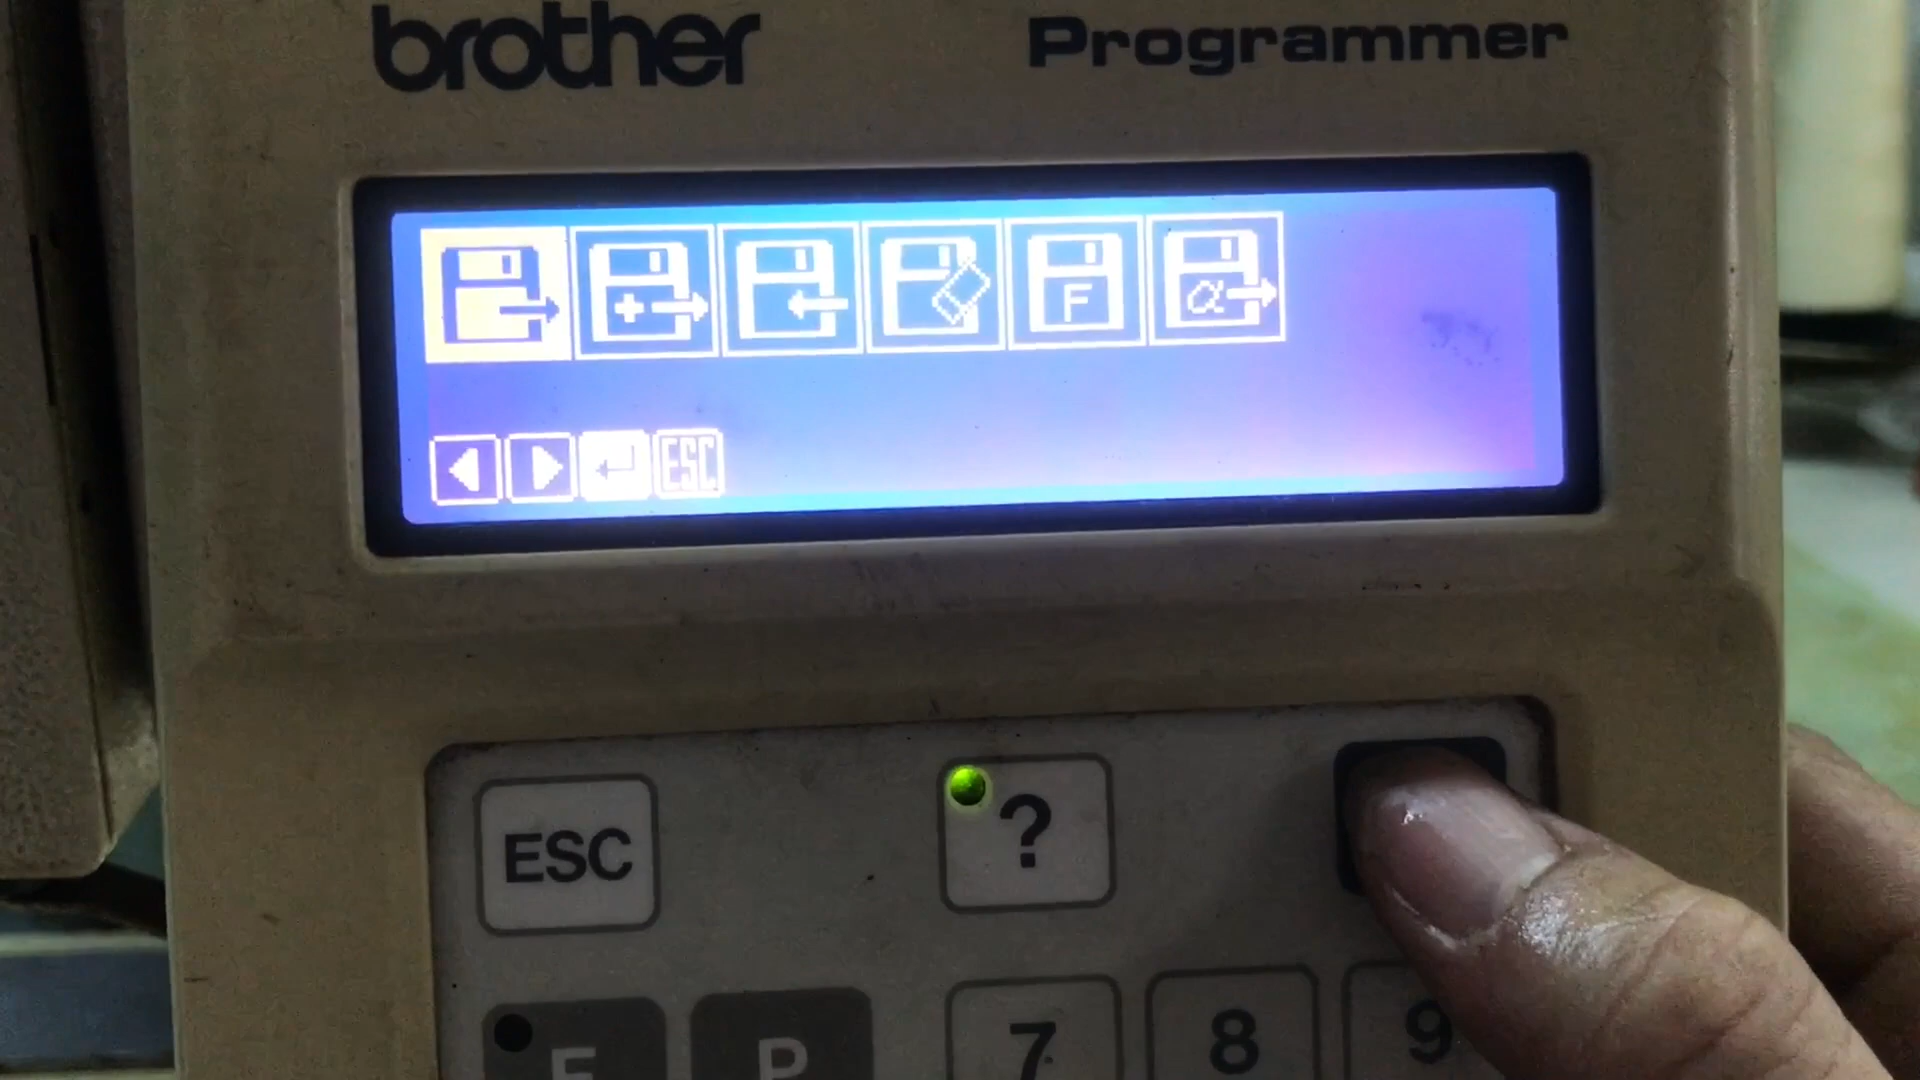 brother Programmer
+ F α
ESC
ESC ?
F P 7 8 9